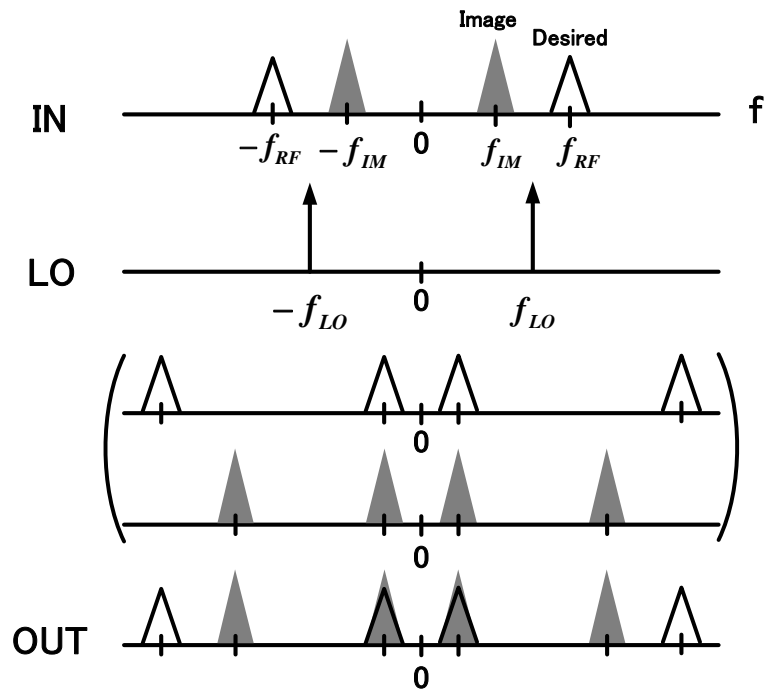 Image
Desired
IN
f
−f_RF −f_IM 0 f_IM f_RF
LO
0
−f_LO f_LO
0
0
OUT
0